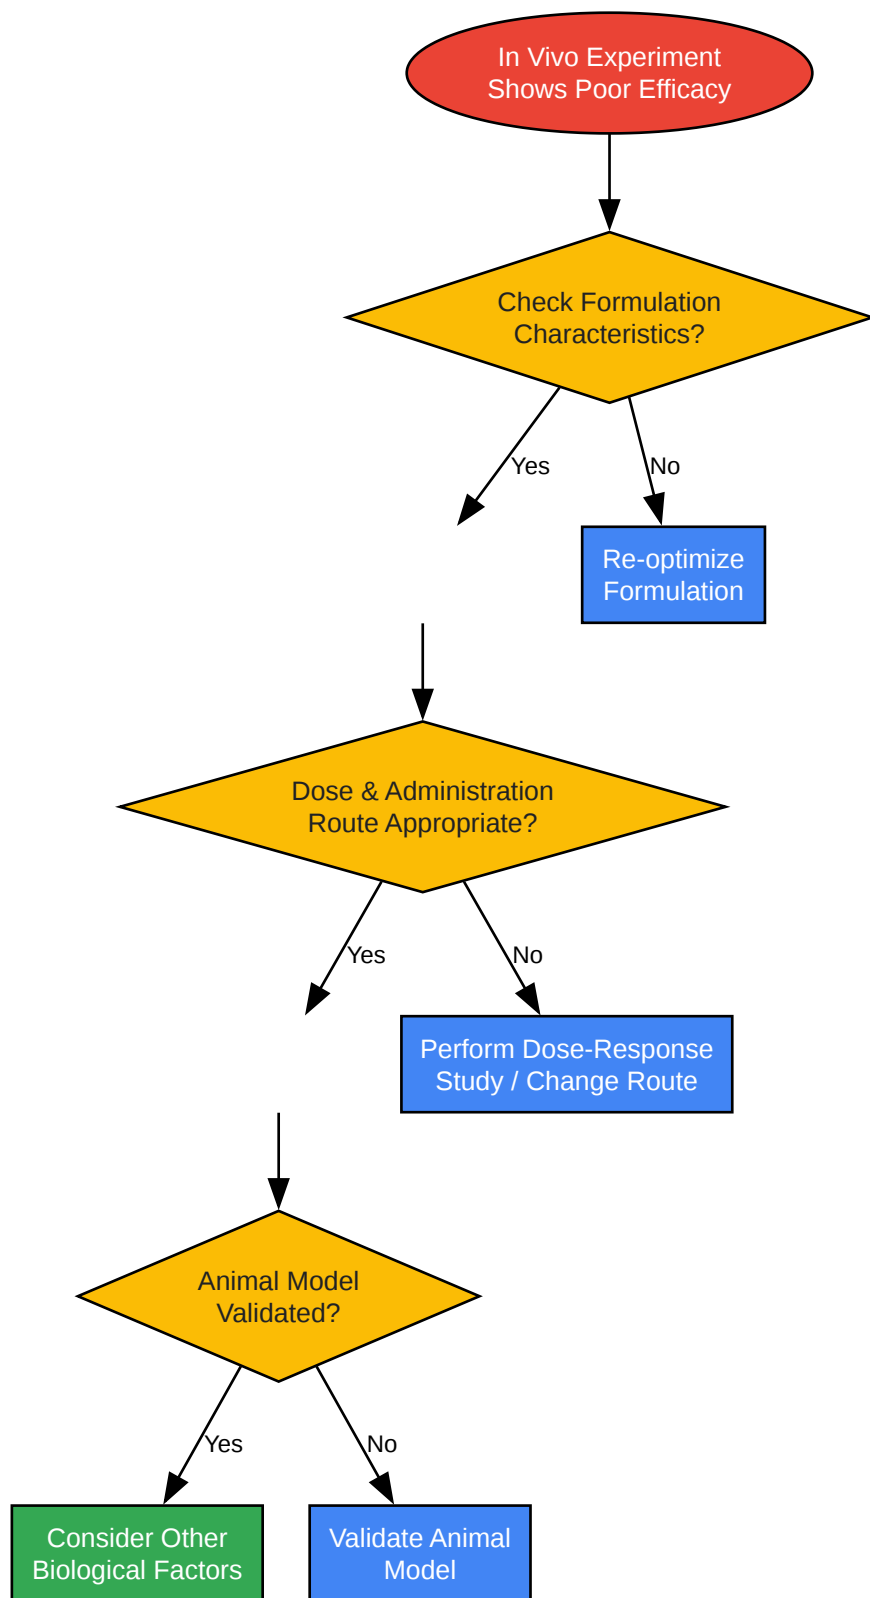 In Vivo Experiment
Shows Poor Efficacy
Check Formulation
Characteristics?
Yes
No
Re-optimize
Formulation
Dose & Administration
Route Appropriate?
Yes
No
Perform Dose-Response
Study / Change Route
Animal Model
Validated?
Yes
No
Consider Other
Biological Factors
Validate Animal
Model